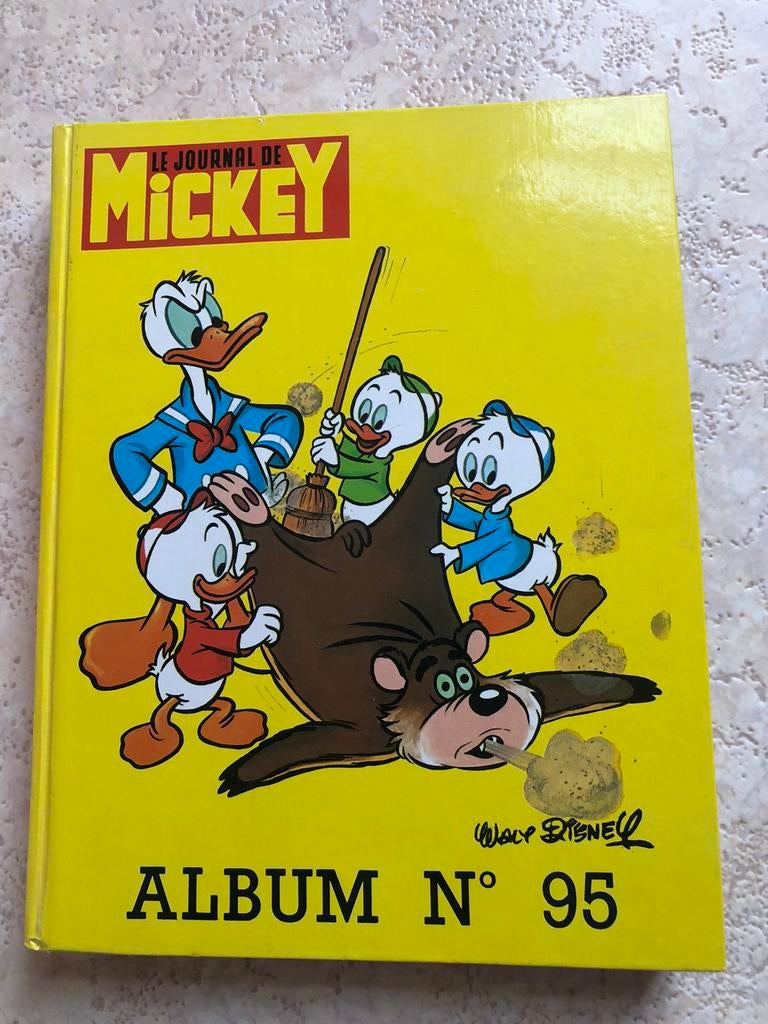 LE JOURNAL DE
MiCKEY
WALT DISNEY
ALBUM N° 95